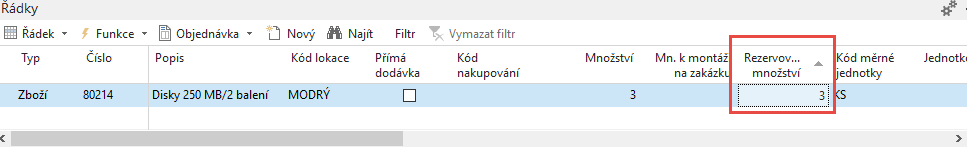 Řádky
Řádek Funkce Objednávka Nový Najít Filtr Vymazat filtr
Typ Číslo Popis Kód lokace Přímá dodávka Kód nakupování Množství Mn. k montáži na zakázku Rezervov... množství Kód měrné jednotky
Zboží 80214 Disky 250 MB/2 balení MODRÝ 3 3 KS